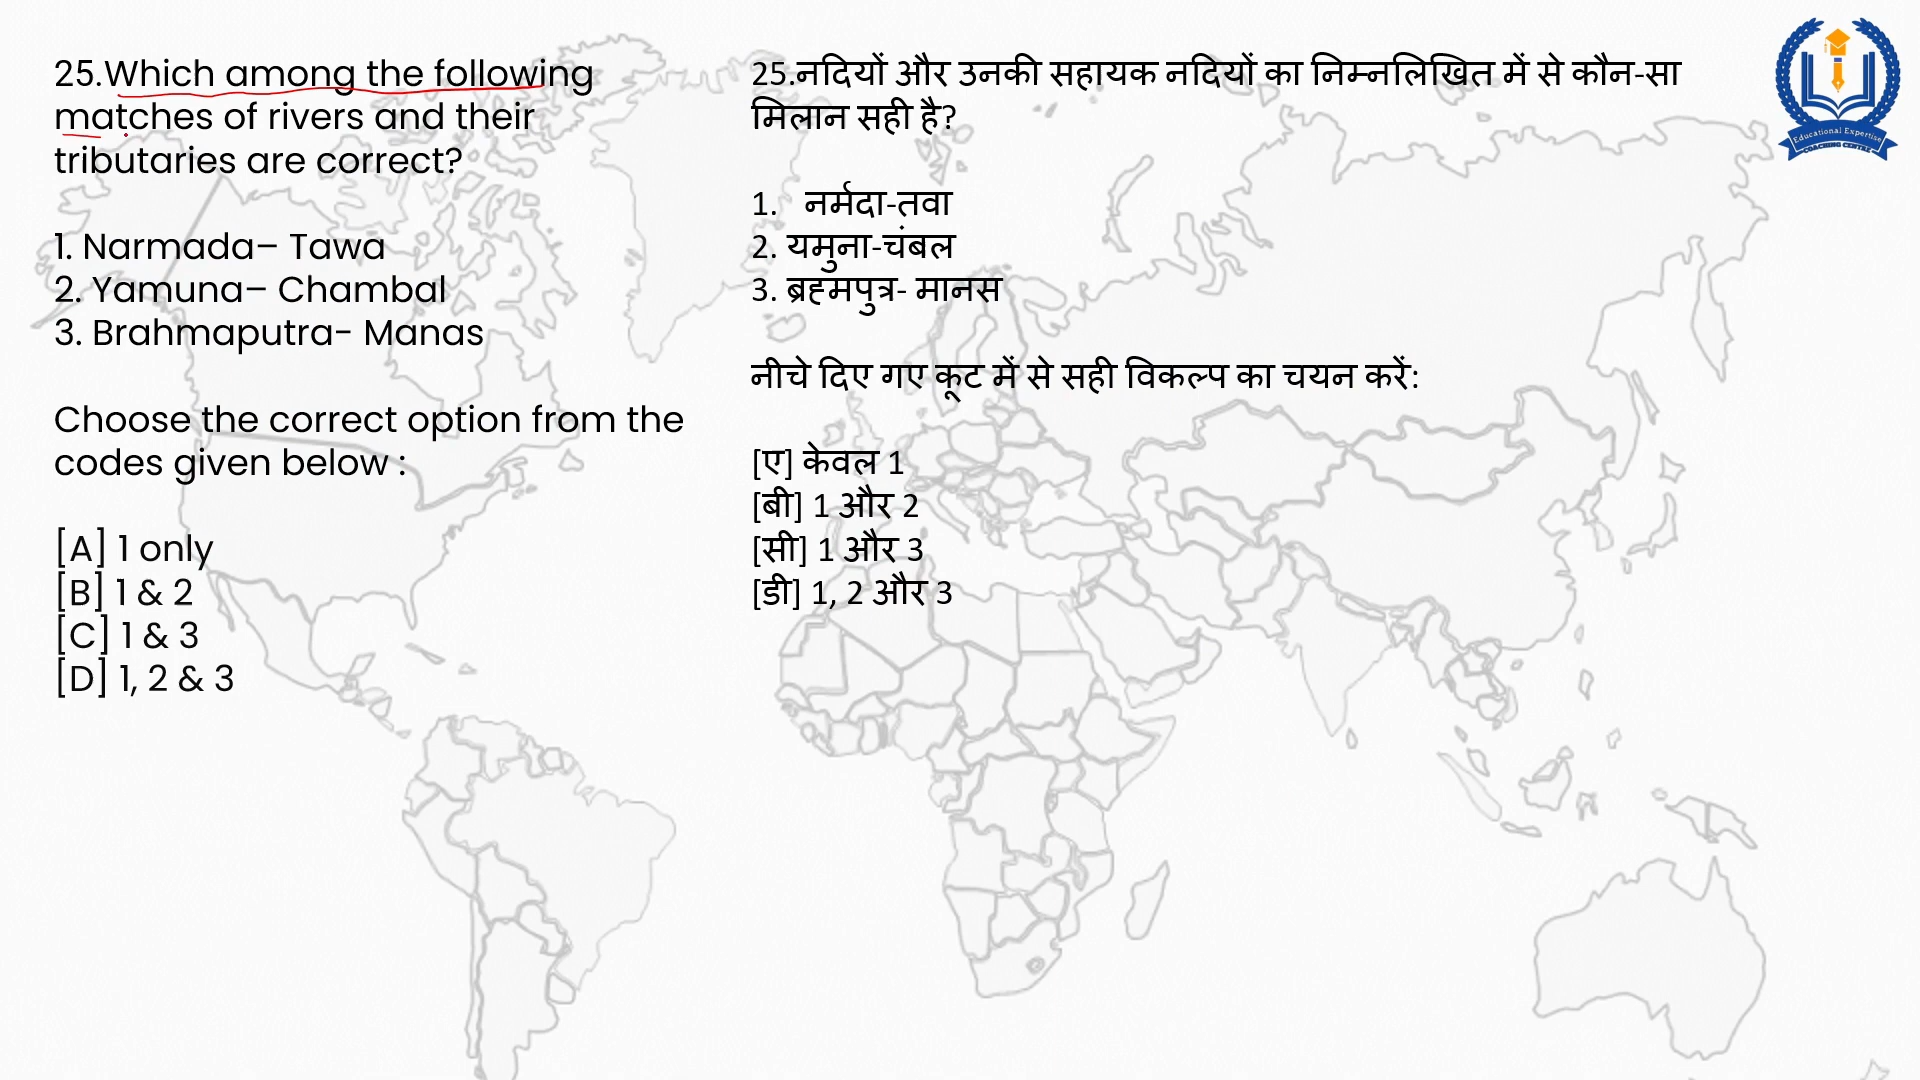 25.Which among the following
matches of rivers and their
tributaries are correct?
1. Narmada– Tawa
2. Yamuna– Chambal
3. Brahmaputra- Manas
Choose the correct option from the
codes given below :
[A] 1 only
[B] 1 & 2
[C] 1 & 3
[D] 1, 2 & 3
25.नदियों और उनकी सहायक नदियों का निम्नलिखित में से कौन-सा
मिलान सही है?
1. नर्मदा-तवा
2. यमुना-चंबल
3. ब्रह्मपुत्र- मानस
नीचे दिए गए कूट में से सही विकल्प का चयन करें:
[ए] केवल 1
[बी] 1 और 2
[सी] 1 और 3
[डी] 1, 2 और 3
Educational Expertise
COACHING CENTRE